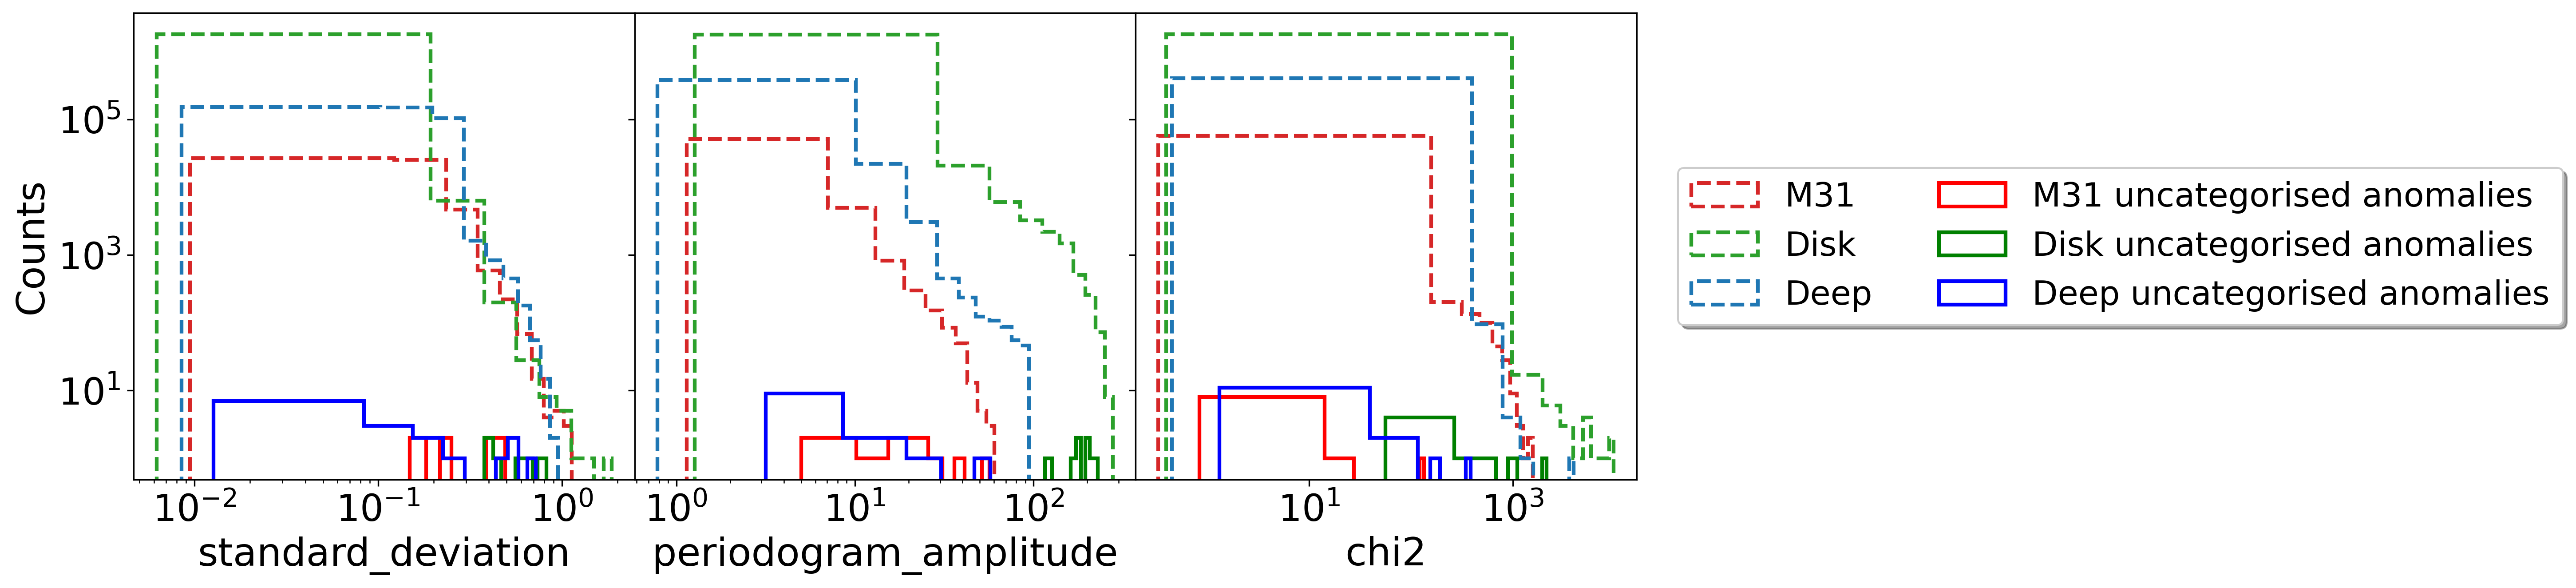 Counts
10^5
10^3
10^1
10^-2
10^-1
10^0
standard_deviation
10^0
10^1
10^2
periodogram_amplitude
10^1
10^3
chi2
M31
Disk
Deep
M31 uncategorised anomalies
Disk uncategorised anomalies
Deep uncategorised anomalies